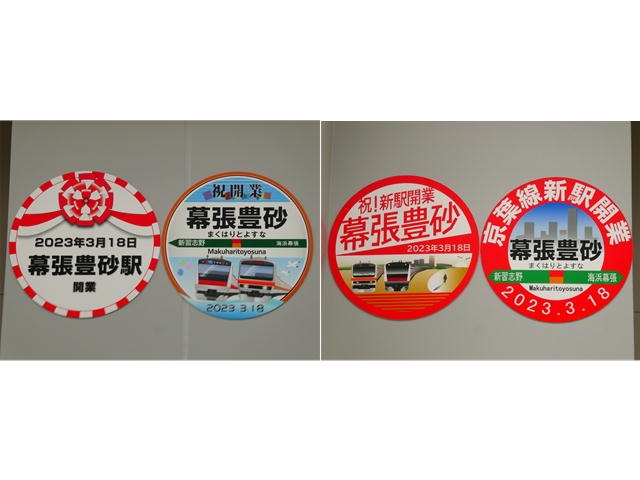 2023年3月18日
幕張豊砂駅
開業
祝開業
幕張豊砂
まくはりとよすな
新習志野
海浜幕張
Makuharitoyosuna
2023.3.18
祝!新駅開業
幕張豊砂
2023年3月18日
京葉線新駅開業
幕張豊砂
まくはりとよすな
新習志野
海浜幕張
Makuharitoyosuna
2023.3.18